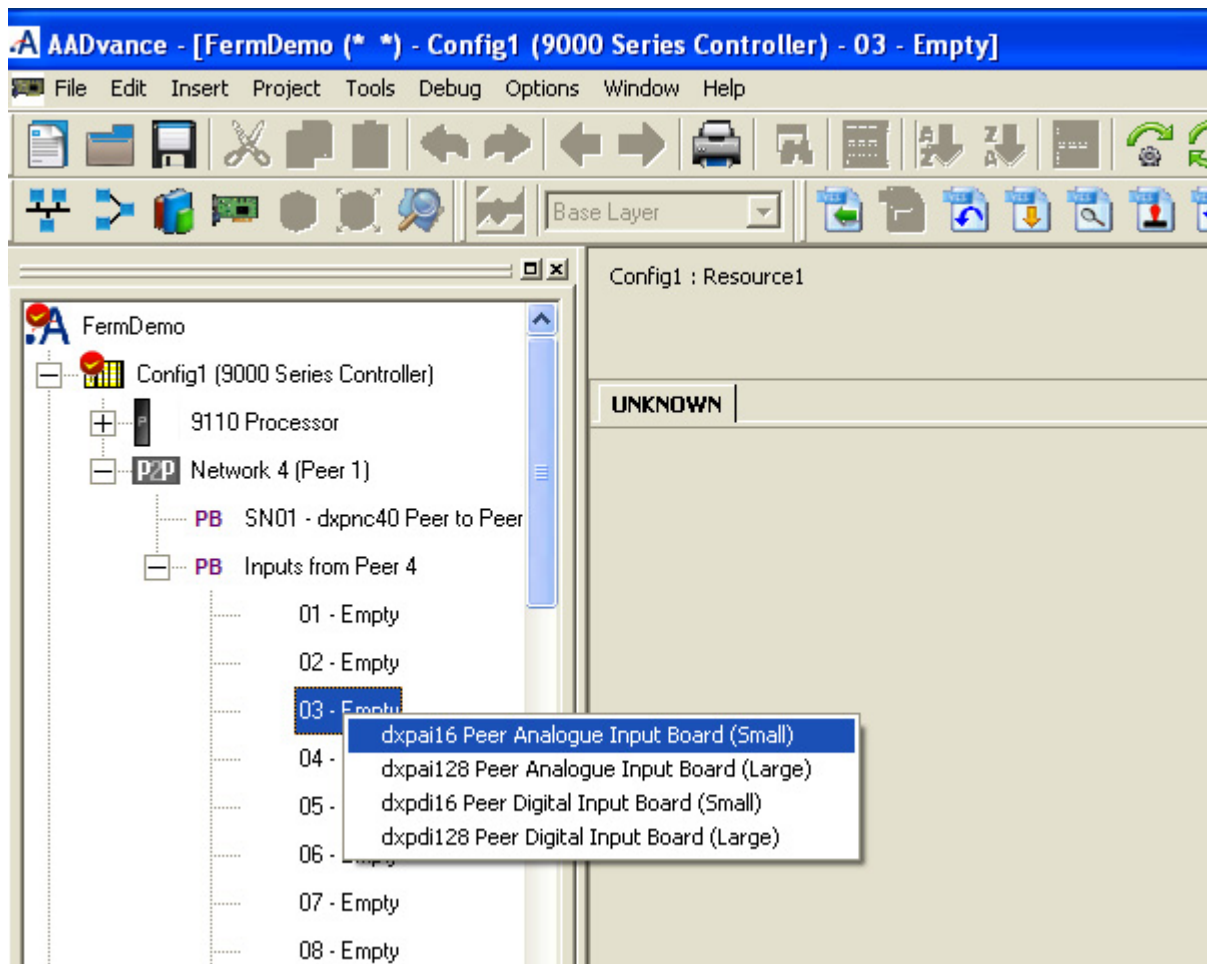 AADvance - [FermDemo (* *) - Config1 (9000 Series Controller) - 03 - Empty]
File Edit Insert Project Tools Debug Options Window Help
Base Layer
Config1 : Resource1
UNKNOWN
FermDemo
Config1 (9000 Series Controller)
9110 Processor
P2P Network 4 (Peer 1)
PB SN01 - dxpnc40 Peer to Peer
PB Inputs from Peer 4
01 - Empty
02 - Empty
03 - Empty
dxpai16 Peer Analogue Input Board (Small)
dxpai128 Peer Analogue Input Board (Large)
dxpdi16 Peer Digital Input Board (Small)
dxpdi128 Peer Digital Input Board (Large)
04 -
05 -
06 -
07 - Empty
08 - Empty